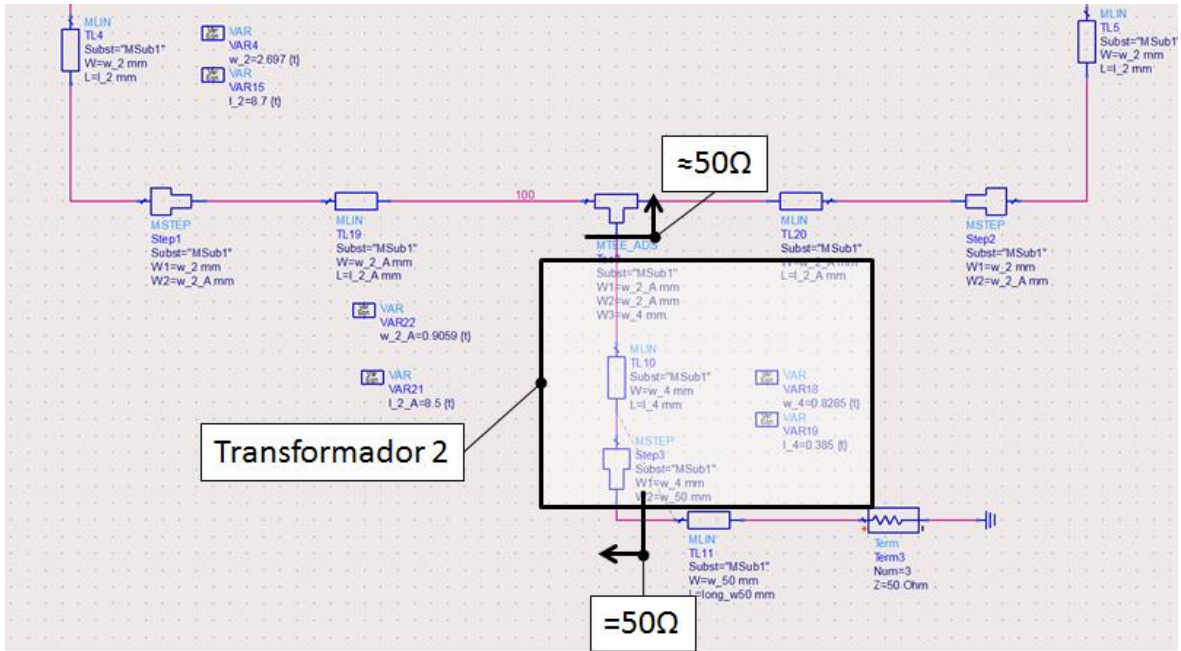 MLIN
TL4
Subst="MSub1"
W=w_2 mm
L=l_2 mm
VAR
VAR4
w_2=2.697 {t}
VAR
VAR15
l_2=8.7 {t}
MLIN
TL5
Subst="MSub1"
W=w_2 mm
L=l_2 mm
≈50Ω
100
MSTEP
Step1
Subst="MSub1"
W1=w_2 mm
W2=w_2_A mm
MLIN
TL19
Subst="MSub1"
W=w_2_A mm
L=l_2_A mm
MTEE_ADS
Subst="MSub1"
W1=w_2_A mm
W2=w_2_A mm
W3=w_4 mm
MLIN
TL20
Subst="MSub1"
W=w_2_A mm
L=l_2_A mm
MSTEP
Step2
Subst="MSub1"
W1=w_2 mm
W2=w_2_A mm
VAR
VAR22
w_2_A=0.9059 {t}
VAR
VAR21
l_2_A=8.5 {t}
MLIN
TL10
Subst="MSub1"
W=w_4 mm
L=l_4 mm
VAR
VAR18
w_4=0.8285 {t}
VAR
VAR19
l_4=0.385 {t}
Transformador 2
MSTEP
Step3
Subst="MSub1"
W1=w_4 mm
W2=w_50 mm
MLIN
TL11
Subst="MSub1"
W=w_50 mm
L=long_w50 mm
Term
Term3
Num=3
Z=50 Ohm
=50Ω